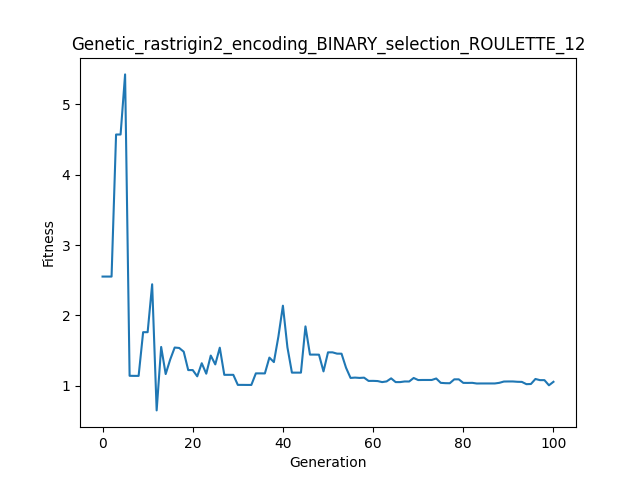 Genetic_rastrigin2_encoding_BINARY_selection_ROULETTE_12
5
4
3
2
1
Fitness
0 20 40 60 80 100
Generation